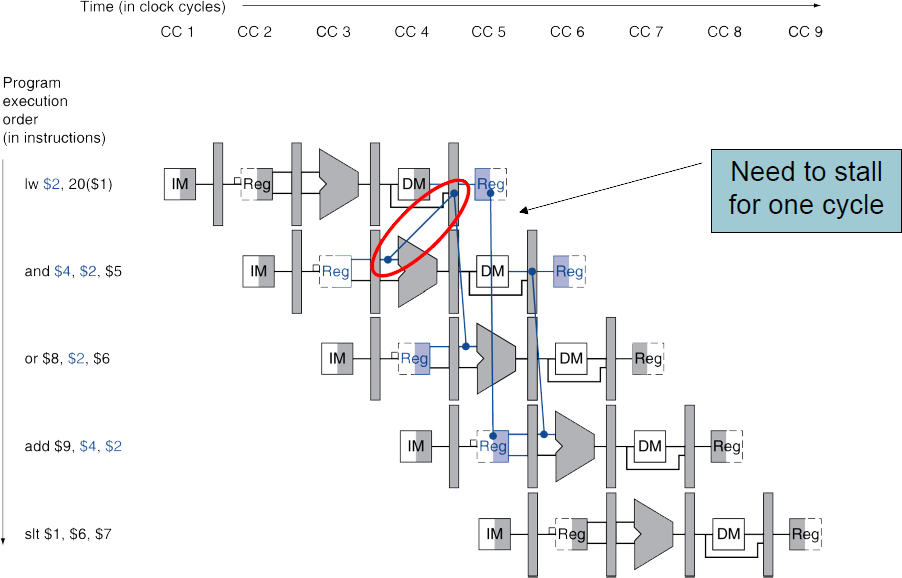 Time (in clock cycles)
CC 1 CC 2 CC 3 CC 4 CC 5 CC 6 CC 7 CC 8 CC 9
Program
execution
order
(in instructions)
Need to stall
for one cycle
lw $2, 20($1) IM Reg DM Reg
and $4, $2, $5 IM Reg DM Reg
or $8, $2, $6 IM Reg DM Reg
add $9, $4, $2 IM Reg DM Reg
slt $1, $6, $7 IM Reg DM Reg